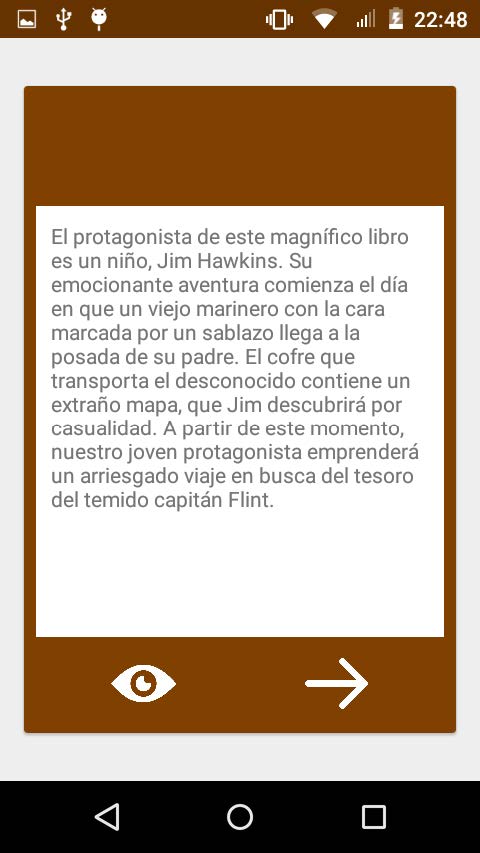 22:48
El protagonista de este magnífico libro
es un niño, Jim Hawkins. Su
emocionante aventura comienza el día
en que un viejo marinero con la cara
marcada por un sablazo llega a la
posada de su padre. El cofre que
transporta el desconocido contiene un
extraño mapa, que Jim descubrirá por
casualidad. A partir de este momento,
nuestro joven protagonista emprenderá
un arriesgado viaje en busca del tesoro
del temido capitán Flint.